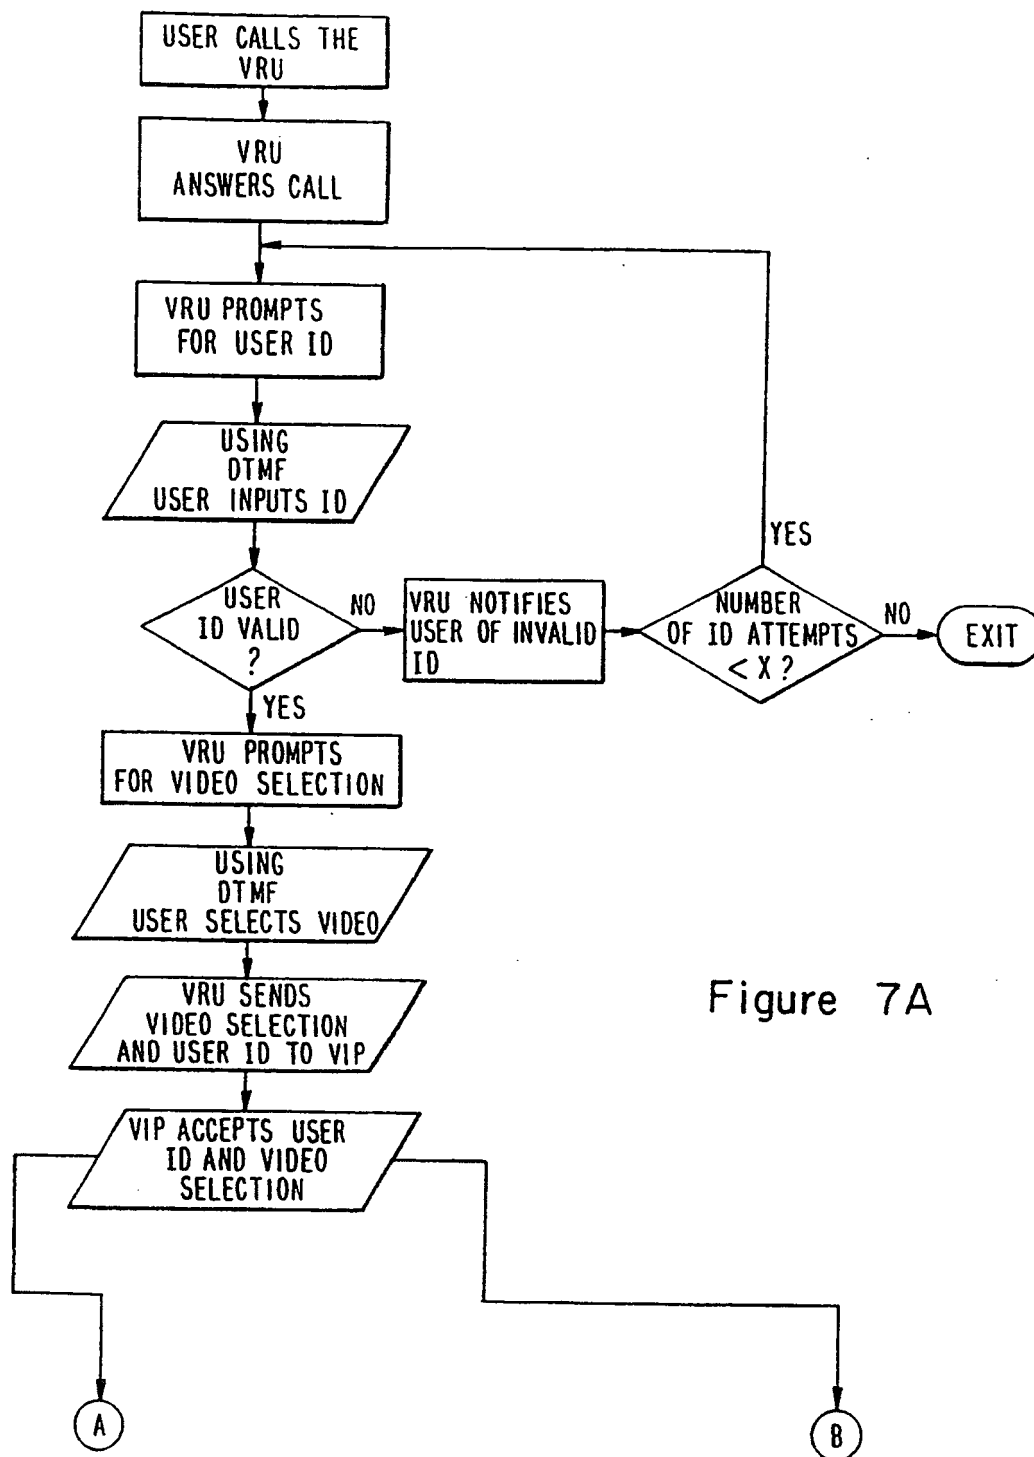 USER CALLS THE
VRU
VRU
ANSWERS CALL
VRU PROMPTS
FOR USER ID
USING
DTMF
USER INPUTS ID
USER
ID VALID
?
NO
YES
VRU NOTIFIES
USER OF INVALID
ID
NUMBER
OF ID ATTEMPTS
< X ?
YES
NO
EXIT
VRU PROMPTS
FOR VIDEO SELECTION
USING
DTMF
USER SELECTS VIDEO
VRU SENDS
VIDEO SELECTION
AND USER ID TO VIP
VIP ACCEPTS USER
ID AND VIDEO
SELECTION
Figure 7A
A
B